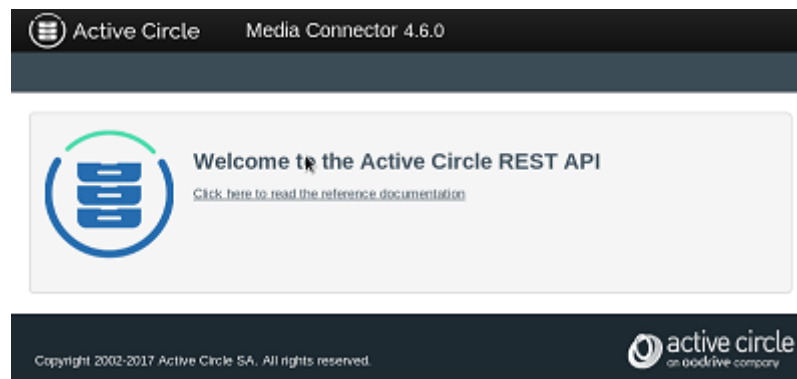 Active Circle Media Connector 4.6.0
Welcome to the Active Circle REST API
Click here to read the reference documentation
Copyright 2002-2017 Active Circle SA. All rights reserved.
active circle
an oodrive company